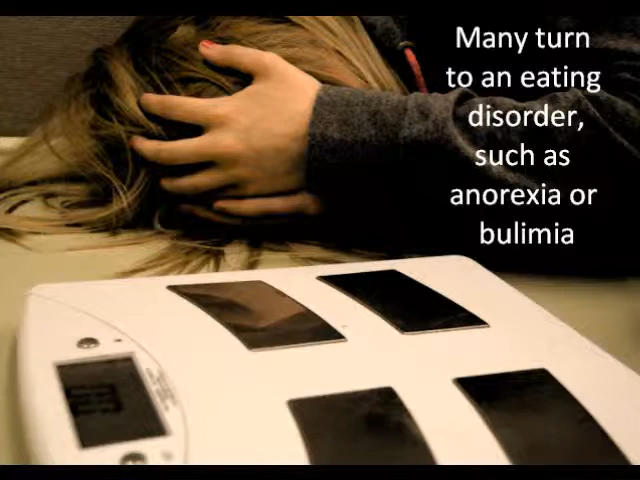 Many turn
to an eating
disorder,
such as
anorexia or
bulimia